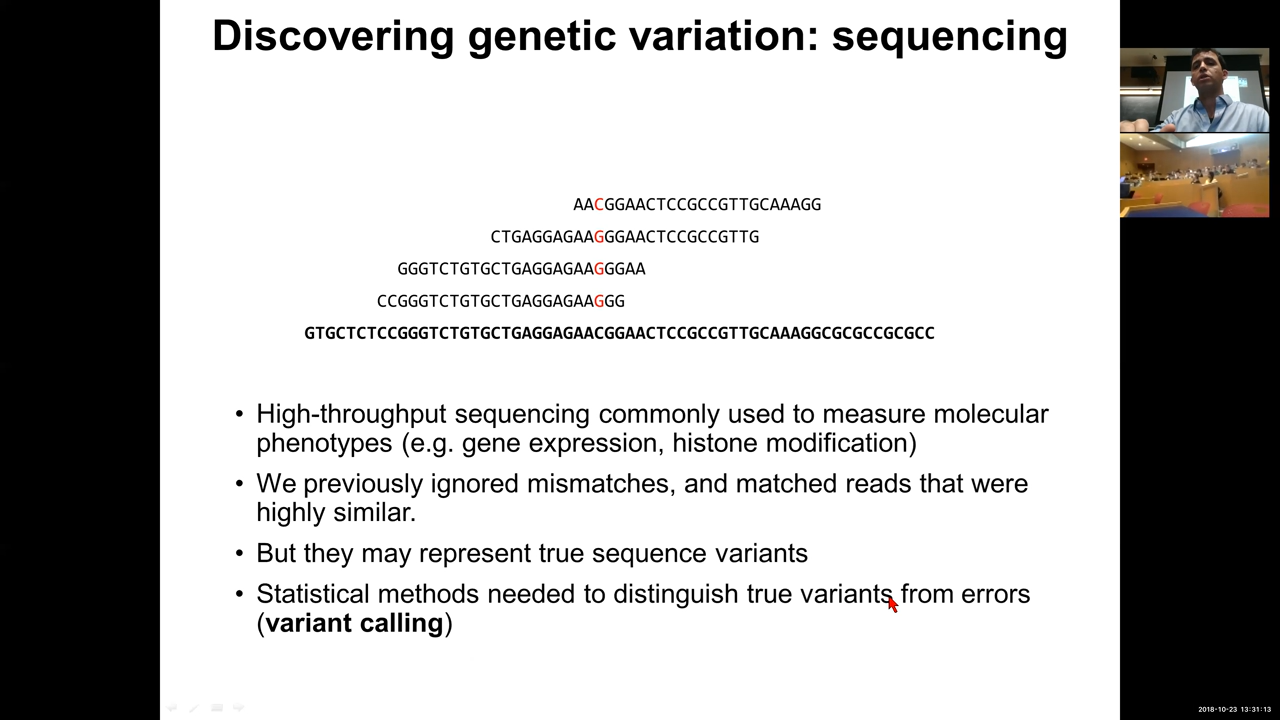 Discovering genetic variation: sequencing
AACGGAACTCCGCCGTTGCAAAGG
CTGAGGAGAAGGGAACTCCGCCGTTG
GGGTCTGTGCTGAGGAGAAGGGAA
CCGGGTCTGTGCTGAGGAGAAGGG
GTGCTCTCCGGGTCTGTGCTGAGGAGAACGGAACTCCGCCGTTGCAAAGGCGCGCCGCGCC
• High-throughput sequencing commonly used to measure molecular
phenotypes (e.g. gene expression, histone modification)
• We previously ignored mismatches, and matched reads that were
highly similar.
• But they may represent true sequence variants
• Statistical methods needed to distinguish true variants from errors
(variant calling)
2018-10-23 13:31:13